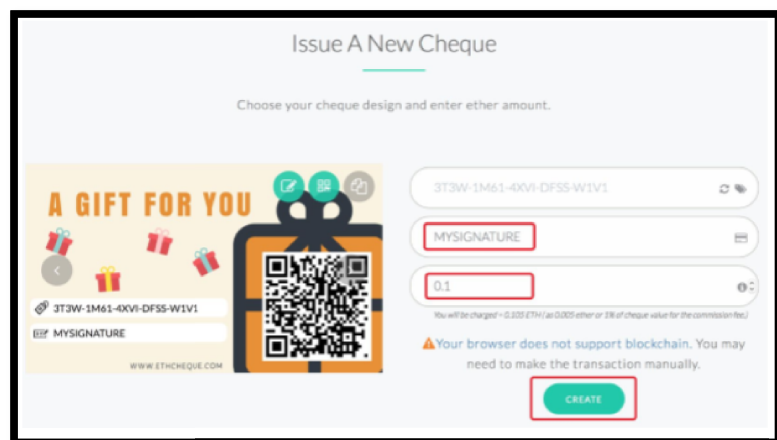 Issue A New Cheque
Choose your cheque design and enter ether amount.
A GIFT FOR YOU
3T3W-1M61-4XVI-DFSS-W1V1
MYSIGNATURE
WWW.ETHCHEQUE.COM
3T3W-1M61-4XVI-DFSS-W1V1
MYSIGNATURE
0.1
You will be charged ≈ 0.105 ETH ( as 0.005 ether or 1% of cheque value for the commission fee.)
Your browser does not support blockchain. You may
need to make the transaction manually.
CREATE